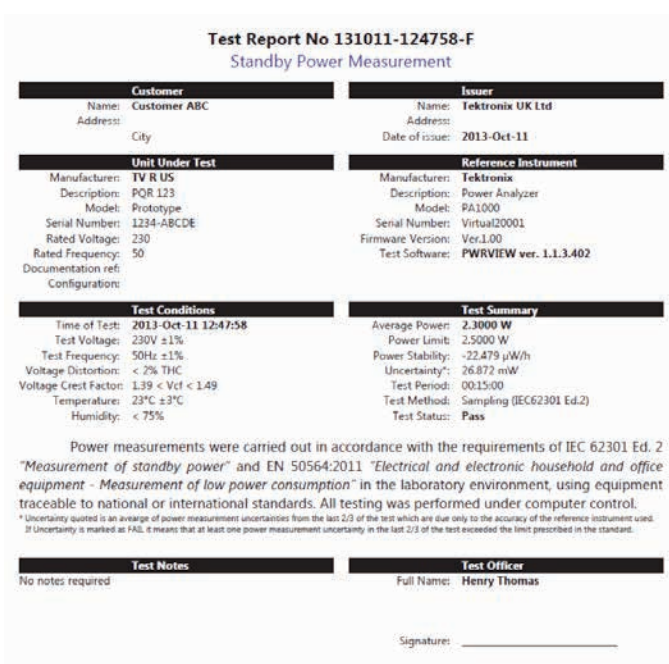 Test Report No 131011-124758-F
Standby Power Measurement
Customer
Name: Customer ABC
Address:
City
Issuer
Name: Tektronix UK Ltd
Address:
Date of issue: 2013-Oct-11
Unit Under Test
Manufacturer: TV R US
Description: PQR 123
Model: Prototype
Serial Number: 1234-ABCDE
Rated Voltage: 230
Rated Frequency: 50
Documentation ref:
Configuration:
Reference Instrument
Manufacturer: Tektronix
Description: Power Analyzer
Model: PA1000
Serial Number: Virtual20001
Firmware Version: Ver.1.00
Test Software: PWRVIEW ver. 1.1.3.402
Test Conditions
Time of Test: 2013-Oct-11 12:47:58
Test Voltage: 230V ±1%
Test Frequency: 50Hz ±1%
Voltage Distortion: < 2% THC
Voltage Crest Factor: 1.39 < Vcf < 1.49
Temperature: 23°C ±3°C
Humidity: < 75%
Test Summary
Average Power: 2.3000 W
Power Limit: 2.5000 W
Power Stability: -22.479 µW/h
Uncertainty*: 26.872 mW
Test Period: 00:15:00
Test Method: Sampling (IEC62301 Ed.2)
Test Status: Pass
Power measurements were carried out in accordance with the requirements of IEC 62301 Ed. 2
"Measurement of standby power" and EN 50564:2011 "Electrical and electronic household and office
equipment - Measurement of low power consumption" in the laboratory environment, using equipment
traceable to national or international standards. All testing was performed under computer control.
* Uncertainty quoted is an avearge of power measurement uncertainties from the last 2/3 of the test which are due only to the accuracy of the reference instrument used.
If Uncertainty is marked as FAIL it means that at least one power measurement uncertainty in the last 2/3 of the test exceeded the limit prescribed in the standard.
Test Notes
No notes required
Test Officer
Full Name: Henry Thomas
Signature: